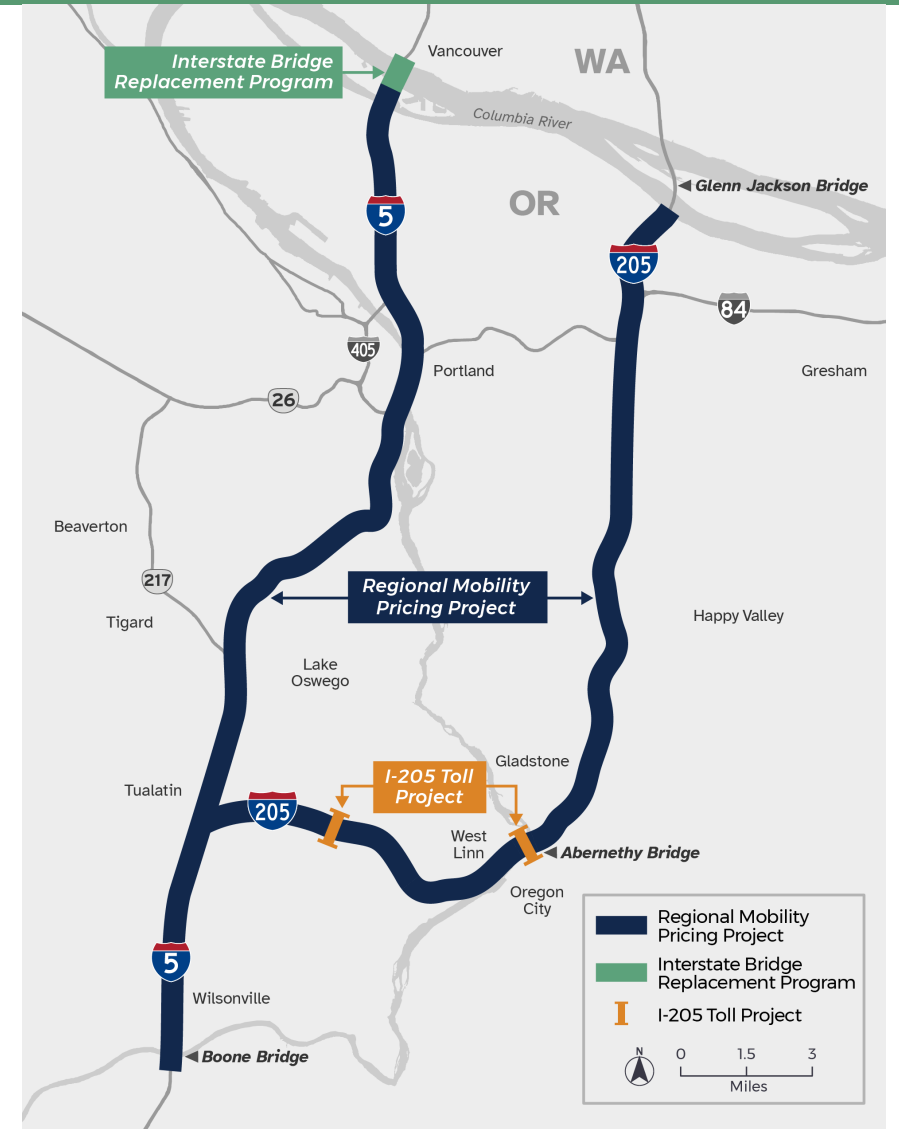 Interstate Bridge
Replacement Program
Vancouver
WA
Columbia River
Glenn Jackson Bridge
OR
5
205
84
405
Portland
Gresham
26
Beaverton
217
Tigard
Regional Mobility
Pricing Project
Happy Valley
Lake
Oswego
Gladstone
I-205 Toll
Project
Tualatin
205
West
Linn
Abernethy Bridge
Oregon
City
5
Wilsonville
Boone Bridge
Regional Mobility
Pricing Project
Interstate Bridge
Replacement Program
I-205 Toll Project
N
0 1.5 3
Miles